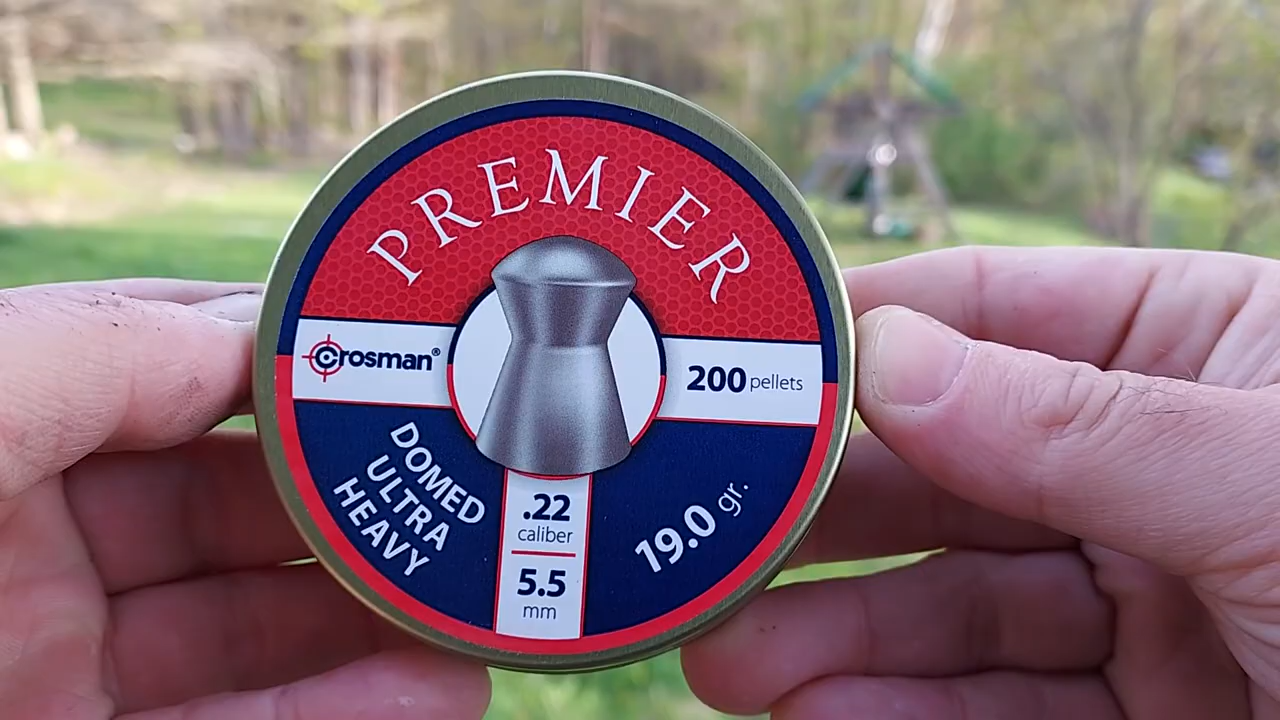 PREMIER
crosman®
200 pellets
DOMED
ULTRA
HEAVY
.22
caliber
5.5
mm
19.0 gr.